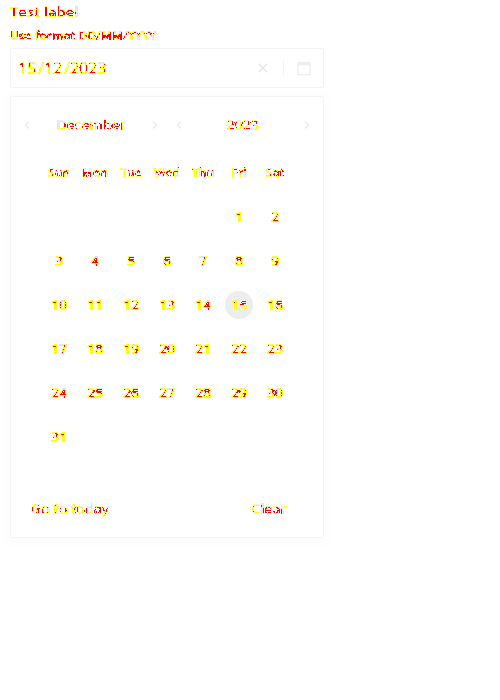 Test label
Use format DD/MM/YYYY
15/12/2023
December 2023
Sun Mon Tue Wed Thu Fri Sat
1 2
3 4 5 6 7 8 9
10 11 12 13 14 15 16
17 18 19 20 21 22 23
24 25 26 27 28 29 30
31
Go to today Clear